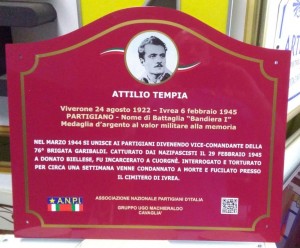 ATTILIO TEMPIA
Viverone 24 agosto 1922 – Ivrea 6 febbraio 1945
PARTIGIANO - Nome di Battaglia "Bandiera I"
Medaglia d'argento al valor militare alla memoria
NEL MARZO 1944 SI UNISCE AI PARTIGIANI DIVENENDO VICE-COMANDANTE DELLA
76ª BRIGATA GARIBALDI. CATTURATO DAI NAZIFASCISTI IL 29 FEBBRAIO 1945
A DONATO BIELLESE, FU INCARCERATO A CUORGNÈ. INTERROGATO E TORTURATO
PER CIRCA UNA SETTIMANA VENNE CONDANNATO A MORTE E FUCILATO PRESSO
IL CIMITERO DI IVREA.
A.N.P.I.
ASSOCIAZIONE NAZIONALE PARTIGIANI D'ITALIA
GRUPPO UGO MACHIERALDO
CAVAGLIA'